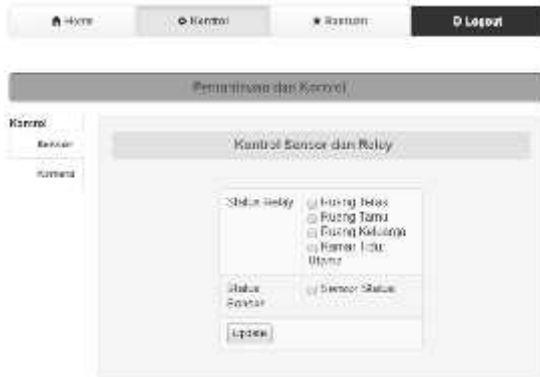 Home
Kontrol
Bantuan
Logout
Pemantauan dan Kontrol
Kontrol
Sensor
Kamera
Kontrol Sensor dan Relay
Status Relay
Ruang Teras
Ruang Tamu
Ruang Keluarga
Kamar Tidur
Utama
Status
Sensor
Sensor Status
Update